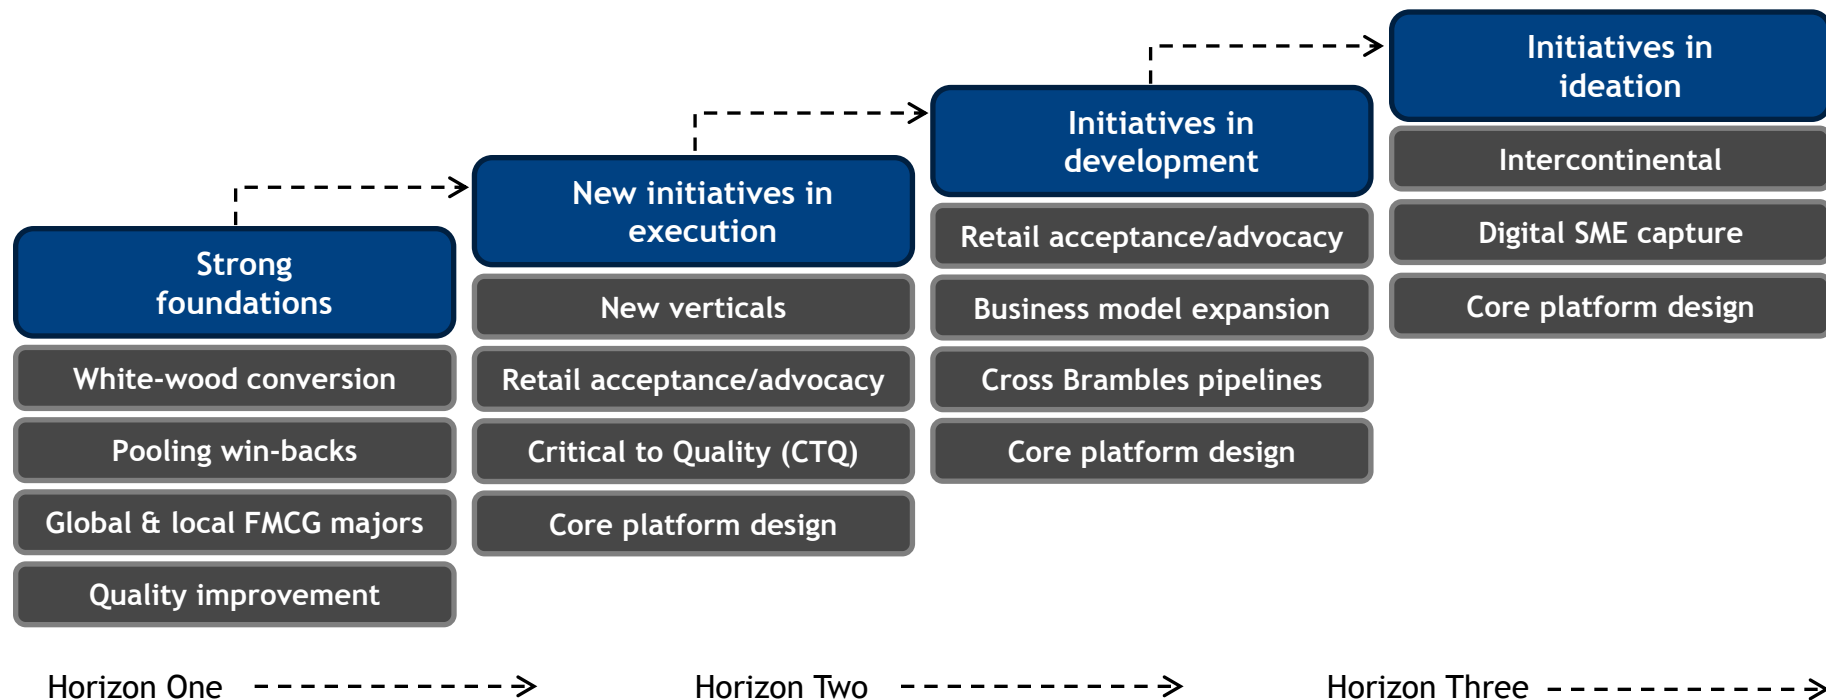 Strong
foundations
White-wood conversion
Pooling win-backs
Global & local FMCG majors
Quality improvement
New initiatives in
execution
New verticals
Retail acceptance/advocacy
Critical to Quality (CTQ)
Core platform design
Initiatives in
development
Retail acceptance/advocacy
Business model expansion
Cross Brambles pipelines
Core platform design
Initiatives in
ideation
Intercontinental
Digital SME capture
Core platform design
Horizon One
Horizon Two
Horizon Three